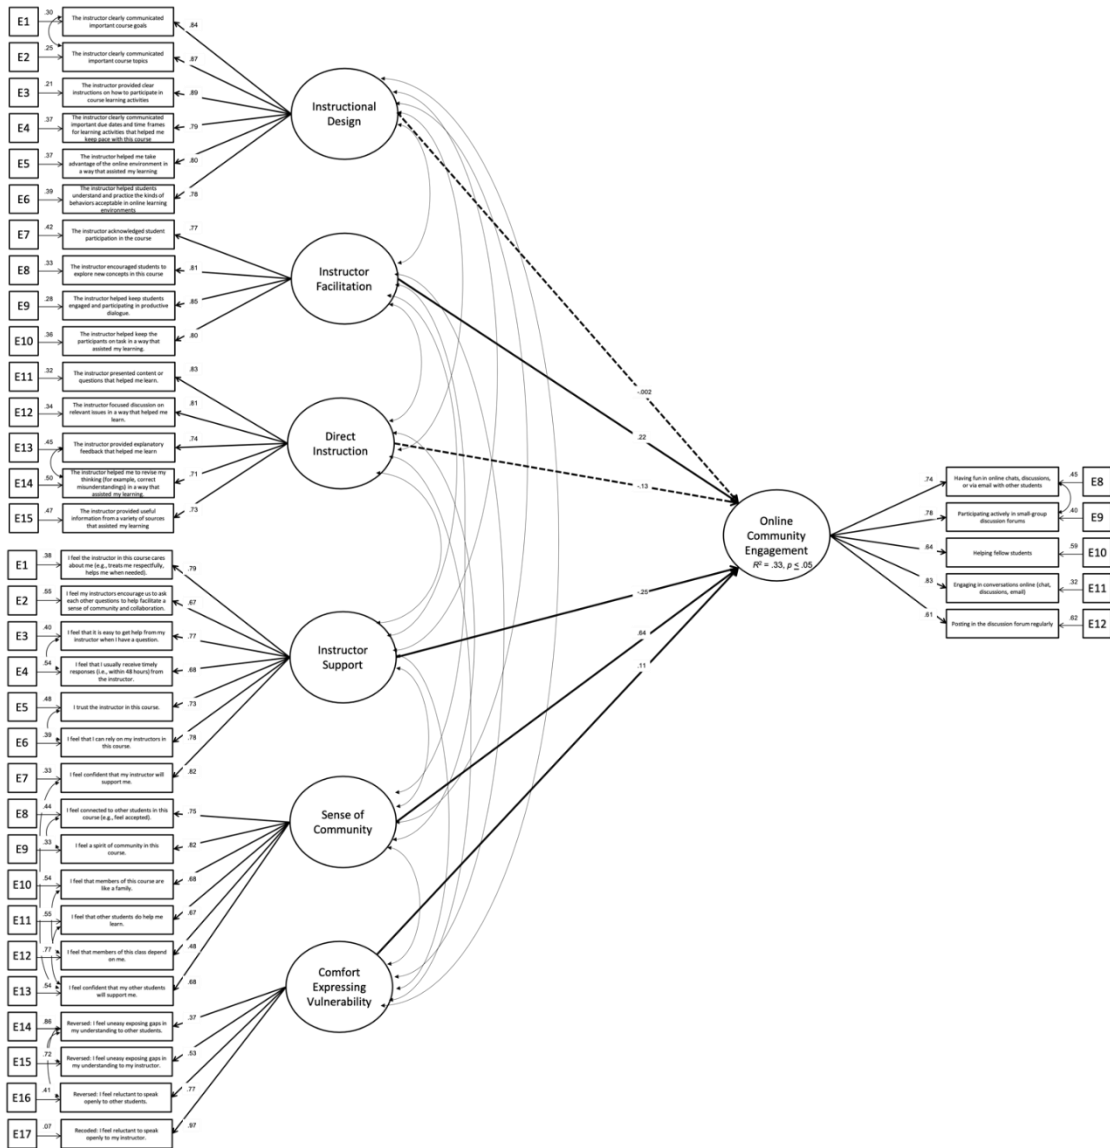 E1
.30
The instructor clearly communicated
important course goals
.84
E2
.25
The instructor clearly communicated
important course topics
.87
E3
.21
The instructor provided clear
instructions on how to participate in
course learning activities
.89
E4
.37
The instructor clearly communicated
important due dates and time frames
for learning activities that helped me
keep pace with this course
.79
E5
.37
The instructor helped me take
advantage of the online environment in
a way that assisted my learning
.80
E6
.39
The instructor helped students
understand and practice the kinds of
behaviors acceptable in online learning
environments
.78
Instructional
Design
E7
.42
The instructor acknowledged student
participation in the course
.77
E8
.33
The instructor encouraged students to
explore new concepts in this course
.81
E9
.28
The instructor helped keep students
engaged and participating in productive
dialogue.
.85
E10
.36
The instructor helped keep the
participants on task in a way that
assisted my learning.
.80
Instructor
Facilitation
E11
.32
The instructor presented content or
questions that helped me learn.
.83
E12
.34
The instructor focused discussion on
relevant issues in a way that helped me
learn.
.81
E13
.45
The instructor provided explanatory
feedback that helped me learn
.74
E14
.50
The instructor helped me to revise my
thinking (for example, correct
misunderstandings) in a way that
assisted my learning.
.71
E15
.47
The instructor provided useful
information from a variety of sources
that assisted my learning
.73
Direct
Instruction
E1
.38
I feel the instructor in this course cares
about me (e.g., treats me respectfully,
helps me when needed).
.79
E2
.55
I feel my instructors encourage us to ask
each other questions to help facilitate a
sense of community and collaboration.
.67
E3
.40
I feel that it is easy to get help from my
instructor when I have a question.
.77
E4
.54
I feel that I usually receive timely
responses (i.e., within 48 hours) from
the instructor.
.68
E5
.48
I trust the instructor in this course.
.73
E6
.39
I feel that I can rely on my instructors in
this course.
.78
E7
.33
I feel confident that my instructor will
support me.
.82
Instructor
Support
E8
.44
I feel connected to other students in this
course (e.g., feel accepted).
.75
E9
.33
I feel a spirit of community in this
course.
.82
E10
.54
I feel that members of this course are
like a family.
.68
E11
.55
I feel that other students do help me
learn.
.67
E12
.77
I feel that members of this class depend
on me.
.48
E13
.54
I feel confident that my other students
will support me.
.68
Sense of
Community
E14
.86
Reversed: I feel uneasy exposing gaps in
my understanding to other students.
.37
E15
.72
Reversed: I feel uneasy exposing gaps in
my understanding to my instructor.
.53
E16
.41
Reversed: I feel reluctant to speak
openly to other students.
.77
E17
.07
Recoded: I feel reluctant to speak
openly to my instructor.
.97
Comfort
Expressing
Vulnerability
-.002
.22
-.13
-.25
.64
.11
Online
Community
Engagement
R² = .33, p ≤ .05
.74
Having fun in online chats, discussions,
or via email with other students
.45
E8
.78
Participating actively in small-group
discussion forums
.40
E9
.64
Helping fellow students
.59
E10
.83
Engaging in conversations online (chat,
discussions, email)
.32
E11
.61
Posting in the discussion forum regularly
.62
E12